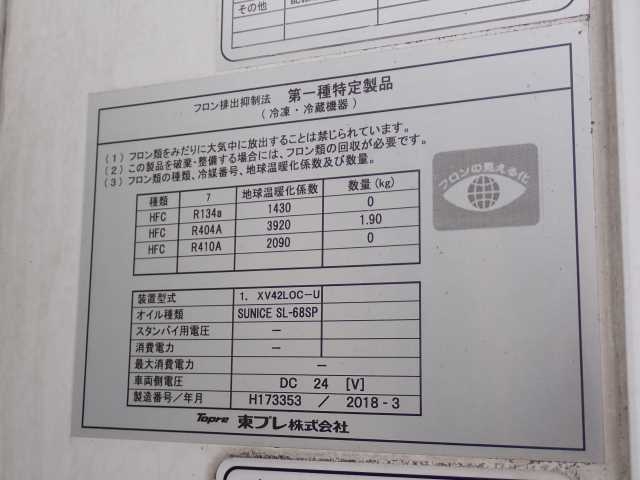 その他
フロン排出抑制法 第一種特定製品
(冷凍・冷蔵機器)
(1) フロン類をみだりに大気中に放出することは禁じられています。
(2) この製品を破棄・整備する場合には、フロン類の回収が必要です。
(3) フロン類の種類、冷媒番号、地球温暖化係数及び数量。
フロンの見える化
種類 7 地球温暖化係数 数量(kg)
HFC R134a 1430 0
HFC R404A 3920 1.90
HFC R410A 2090 0
装置型式 1. XV42LOC-U
オイル種類 SUNICE SL-68SP
スタンバイ用電圧 -
消費電力 -
最大消費電力 -
車両側電圧 DC 24 [V]
製造番号/年月 H173353 / 2018-3
Topre 東プレ株式会社